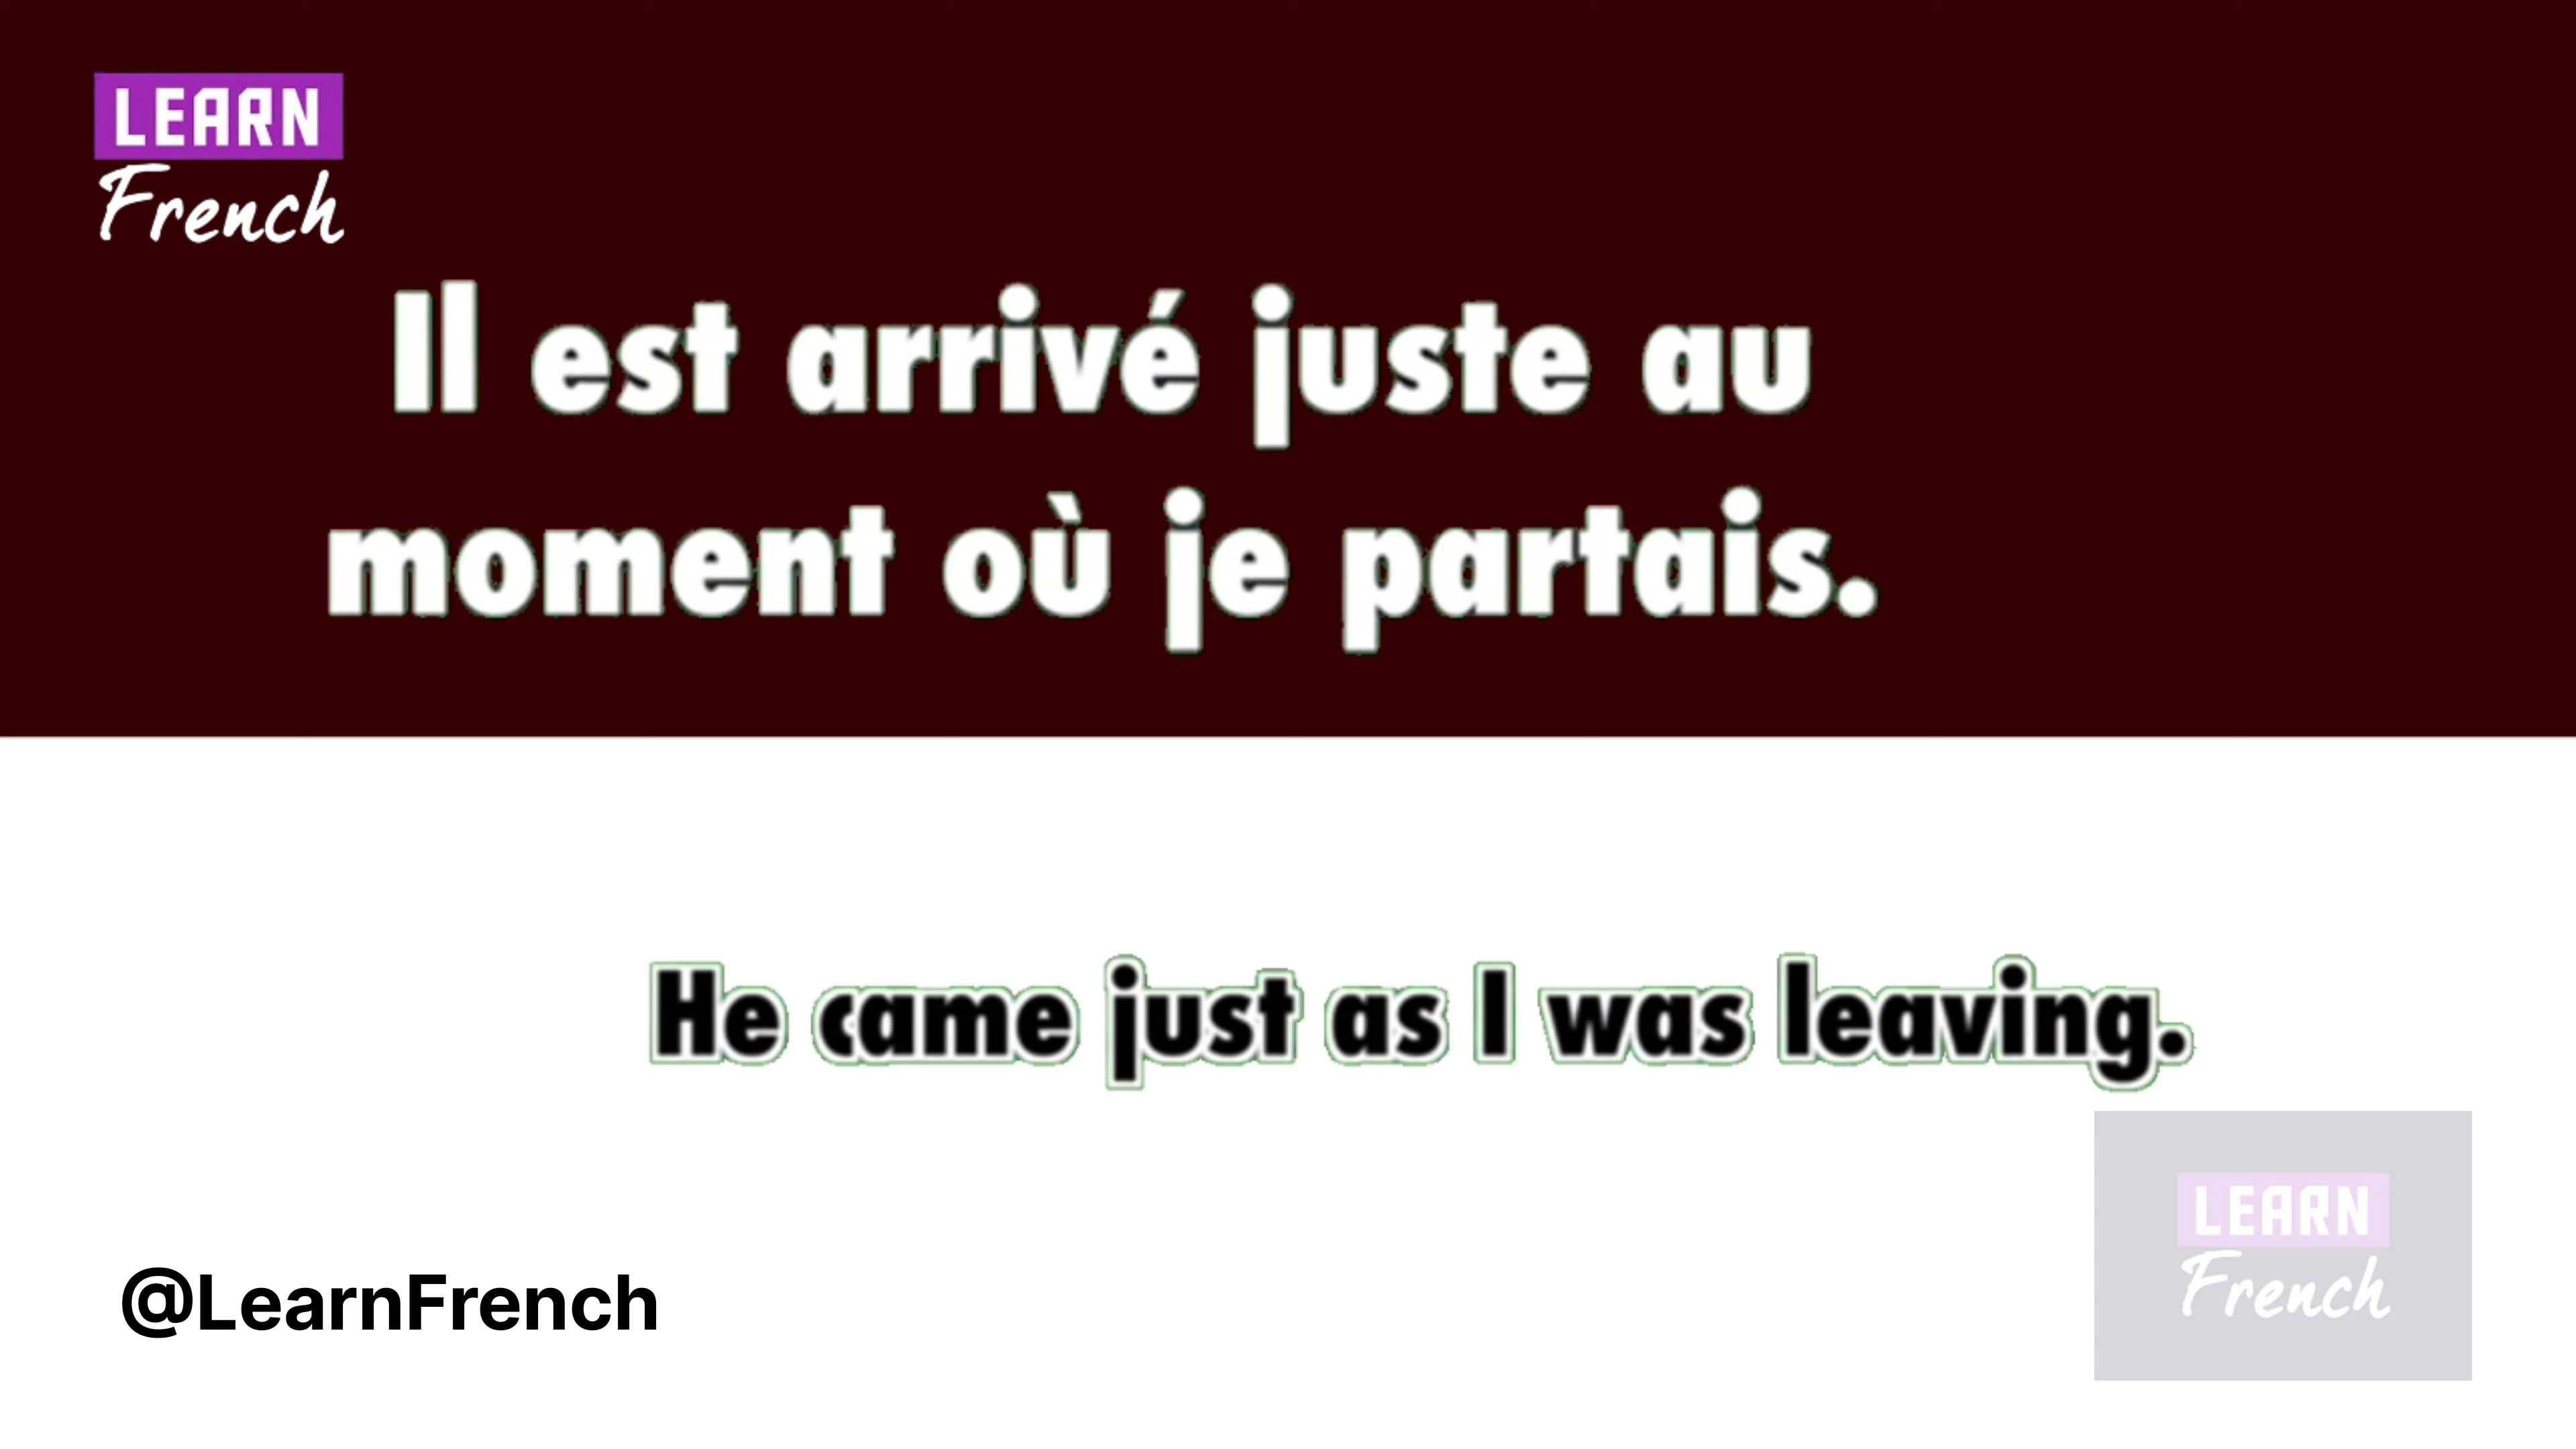 LEARN
French
Il est arrivé juste au
moment où je partais.
He came just as I was leaving.
@LearnFrench
LEARN
French